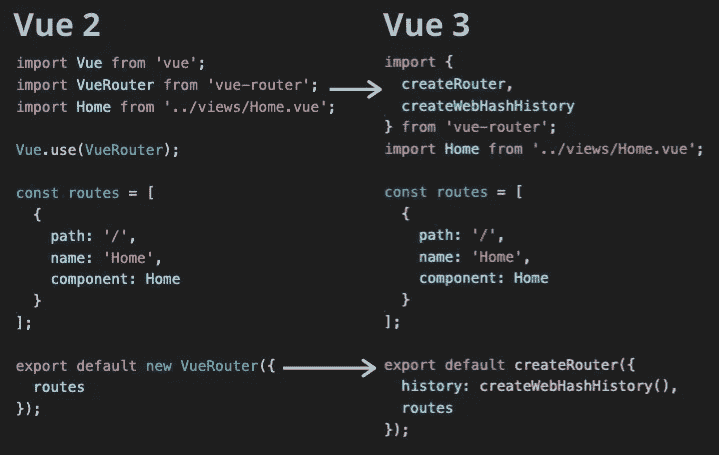 Vue 2
import Vue from 'vue';
import VueRouter from 'vue-router';
import Home from '../views/Home.vue';
Vue.use(VueRouter);
const routes = [
  {
    path: '/',
    name: 'Home',
    component: Home
  }
];
export default new VueRouter({
  routes
});
Vue 3
import {
  createRouter,
  createWebHashHistory
} from 'vue-router';
import Home from '../views/Home.vue';
const routes = [
  {
    path: '/',
    name: 'Home',
    component: Home
  }
];
export default createRouter({
  history: createWebHashHistory(),
  routes
});